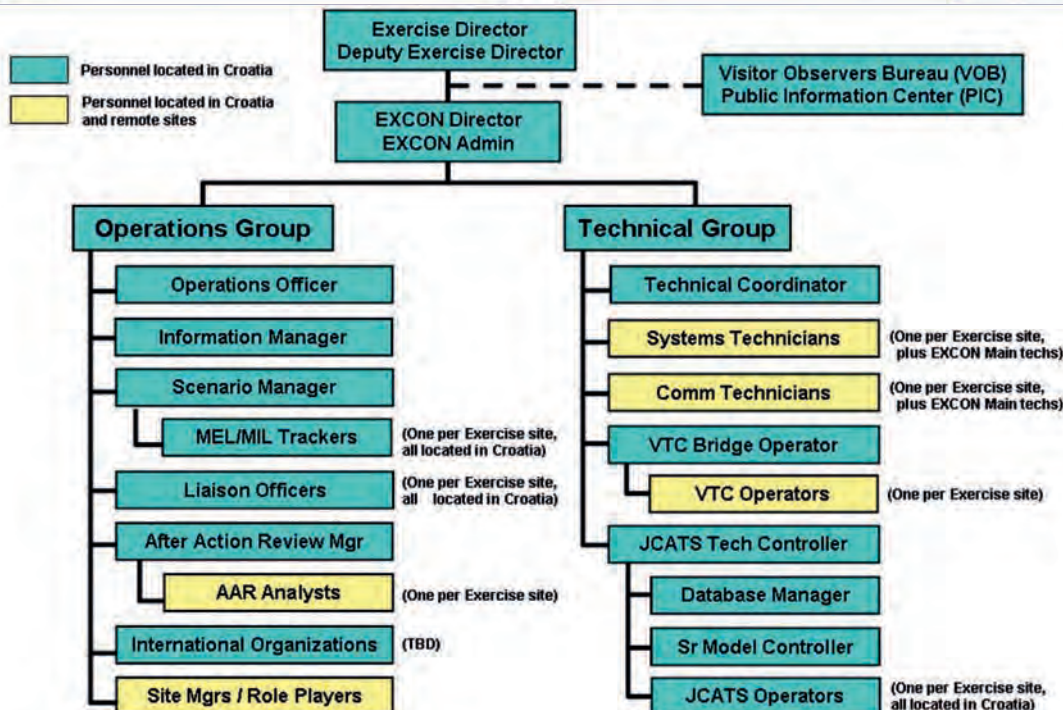 Exercise Director
Deputy Exercise Director
Personnel located in Croatia
Personnel located in Croatia
and remote sites
Visitor Observers Bureau (VOB)
Public Information Center (PIC)
EXCON Director
EXCON Admin
Operations Group
Operations Officer
Information Manager
Scenario Manager
MEL/MIL Trackers
(One per Exercise site,
all located in Croatia)
Liaison Officers
(One per Exercise site,
all located in Croatia)
After Action Review Mgr
AAR Analysts
(One per Exercise site)
International Organizations
(TBD)
Site Mgrs / Role Players
Technical Group
Technical Coordinator
Systems Technicians
(One per Exercise site,
plus EXCON Main techs)
Comm Technicians
(One per Exercise site,
plus EXCON Main techs)
VTC Bridge Operator
VTC Operators
(One per Exercise site)
JCATS Tech Controller
Database Manager
Sr Model Controller
JCATS Operators
(One per Exercise site,
all located in Croatia)